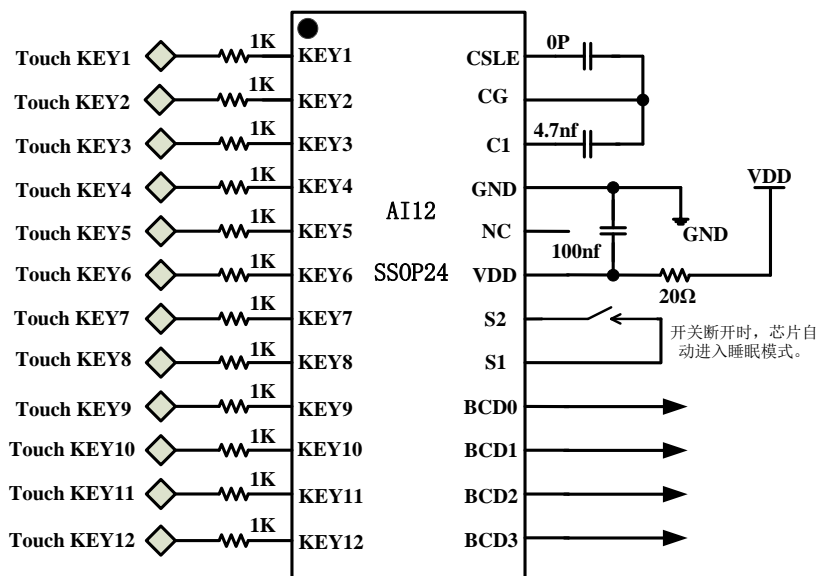 Touch KEY1
1K
KEY1
Touch KEY2
1K
KEY2
Touch KEY3
1K
KEY3
Touch KEY4
1K
KEY4
Touch KEY5
1K
KEY5
Touch KEY6
1K
KEY6
Touch KEY7
1K
KEY7
Touch KEY8
1K
KEY8
Touch KEY9
1K
KEY9
Touch KEY10
1K
KEY10
Touch KEY11
1K
KEY11
Touch KEY12
1K
KEY12
AI12
SSOP24
CSLE
0P
CG
C1
4.7nf
GND
NC
VDD
S2
S1
BCD0
BCD1
BCD2
BCD3
100nf
GND
VDD
20Ω
开关断开时，芯片自
动进入睡眠模式。